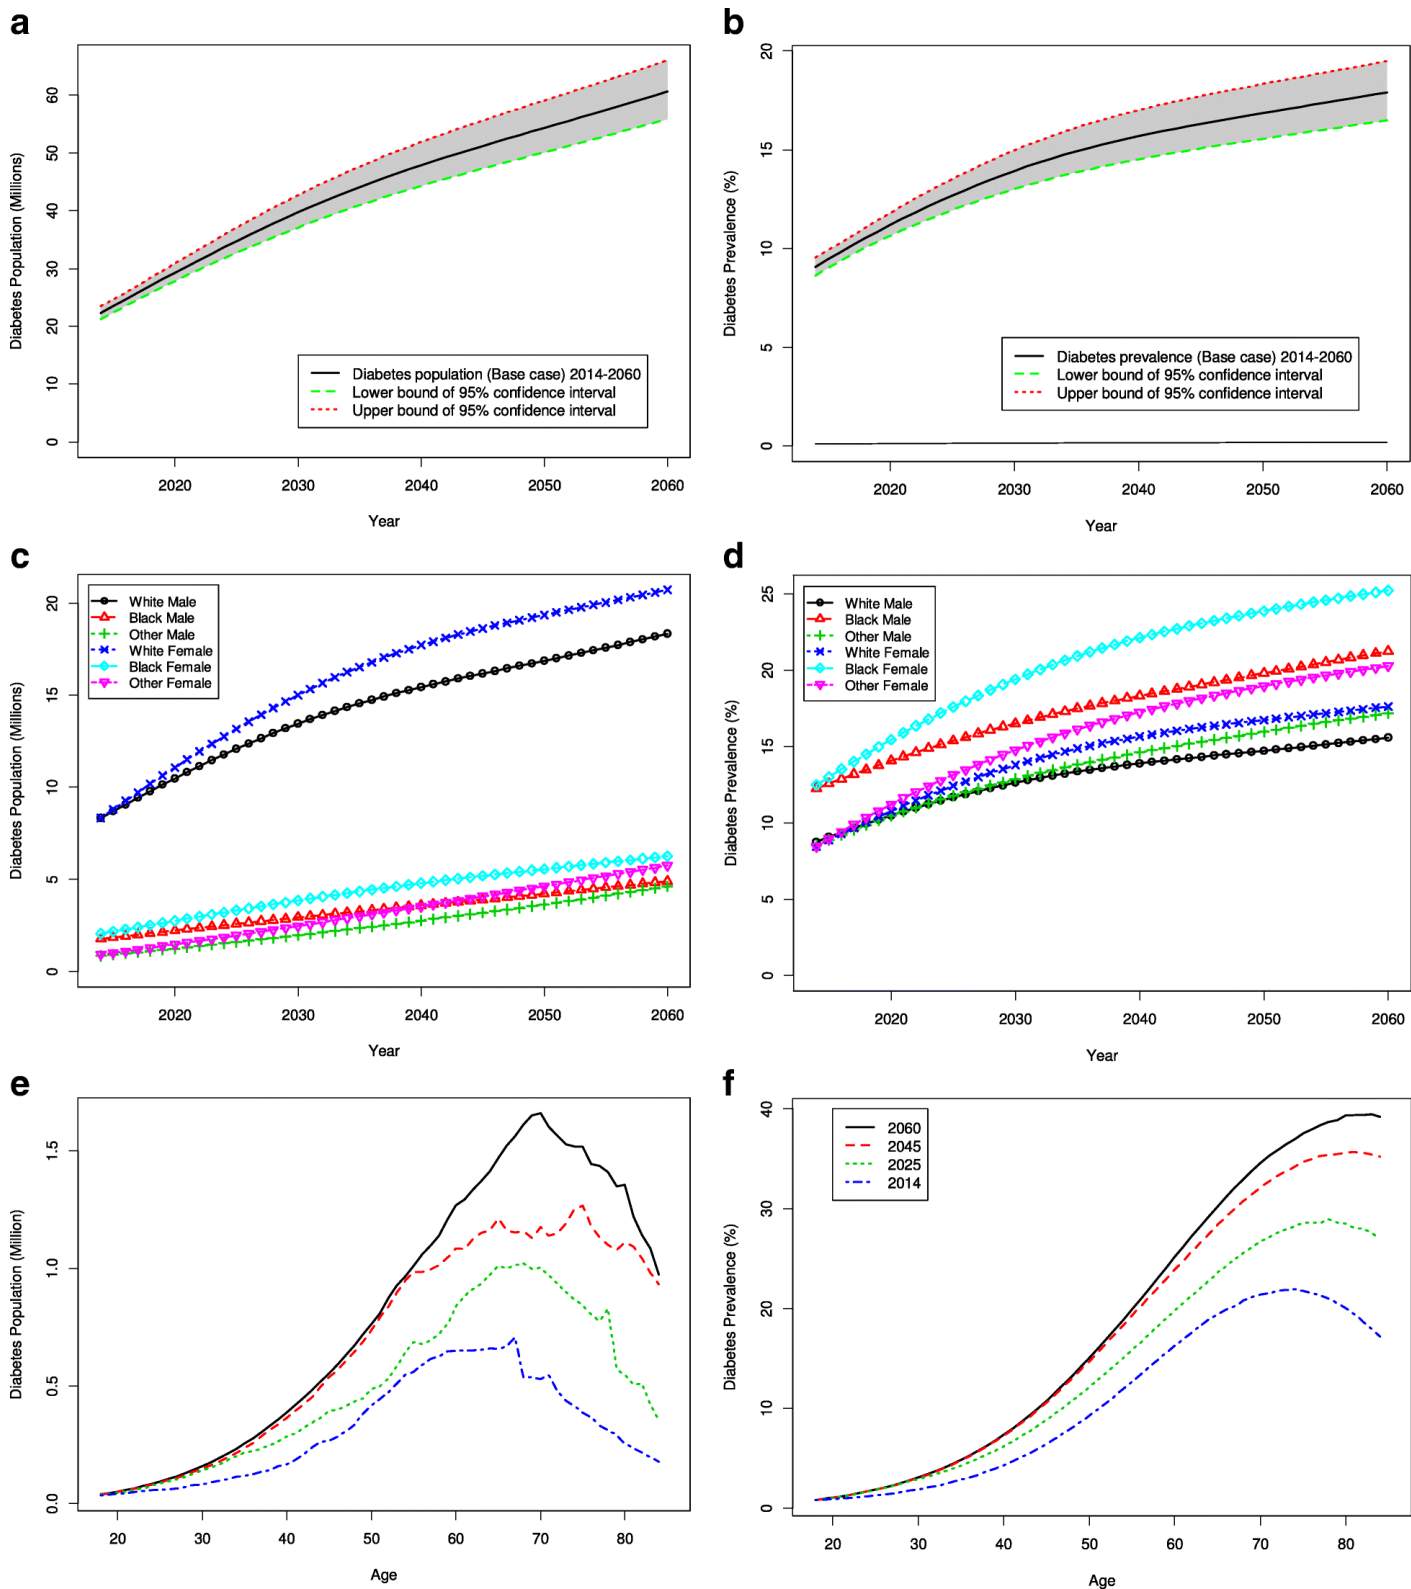 a
Diabetes Population (Millions)
60
50
40
30
20
10
0
Diabetes population (Base case) 2014-2060
Lower bound of 95% confidence interval
Upper bound of 95% confidence interval
2020 2030 2040 2050 2060
Year
b
Diabetes Prevalence (%)
20
15
10
5
0
Diabetes prevalence (Base case) 2014-2060
Lower bound of 95% confidence interval
Upper bound of 95% confidence interval
2020 2030 2040 2050 2060
Year
c
Diabetes Population (Millions)
20
15
10
5
0
White Male
Black Male
Other Male
White Female
Black Female
Other Female
2020 2030 2040 2050 2060
Year
d
Diabetes Prevalence (%)
25
20
15
10
5
0
White Male
Black Male
Other Male
White Female
Black Female
Other Female
2020 2030 2040 2050 2060
Year
e
Diabetes Population (Million)
1.5
1.0
0.5
0.0
20 30 40 50 60 70 80
Age
f
Diabetes Prevalence (%)
40
30
20
10
0
2060
2045
2025
2014
20 30 40 50 60 70 80
Age